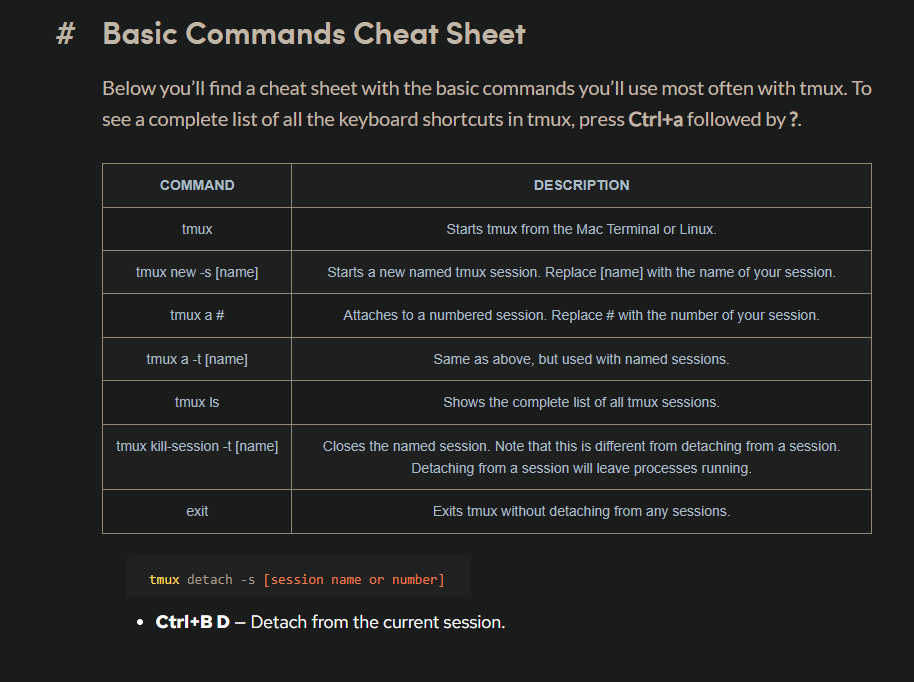 # Basic Commands Cheat Sheet
Below you’ll find a cheat sheet with the basic commands you’ll use most often with tmux. To
see a complete list of all the keyboard shortcuts in tmux, press Ctrl+a followed by ?.
COMMAND DESCRIPTION
tmux Starts tmux from the Mac Terminal or Linux.
tmux new -s [name] Starts a new named tmux session. Replace [name] with the name of your session.
tmux a # Attaches to a numbered session. Replace # with the number of your session.
tmux a -t [name] Same as above, but used with named sessions.
tmux ls Shows the complete list of all tmux sessions.
tmux kill-session -t [name] Closes the named session. Note that this is different from detaching from a session.
Detaching from a session will leave processes running.
exit Exits tmux without detaching from any sessions.
tmux detach -s [session name or number]
• Ctrl+B D – Detach from the current session.